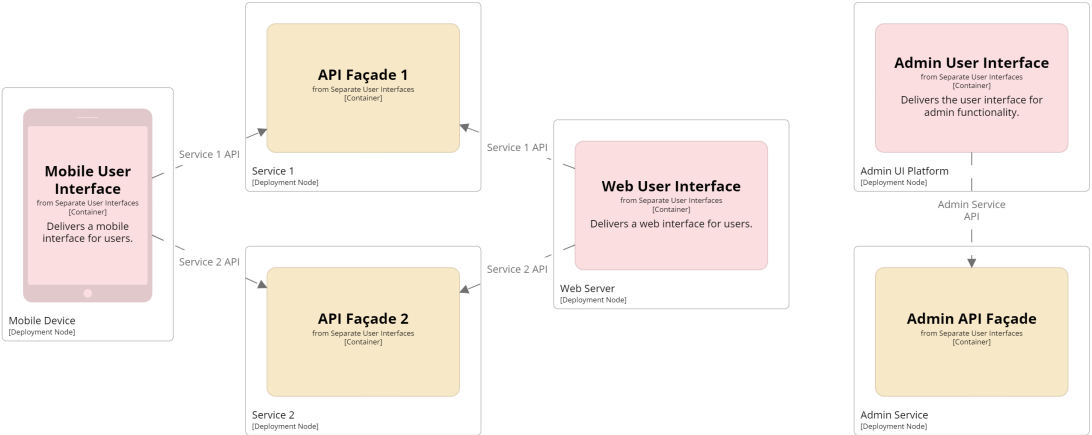 Mobile User
Interface
from Separate User Interfaces
[Container]
Delivers a mobile
interface for users.
Mobile Device
[Deployment Node]
Service 1 API
Service 2 API
API Façade 1
from Separate User Interfaces
[Container]
Service 1
[Deployment Node]
API Façade 2
from Separate User Interfaces
[Container]
Service 2
[Deployment Node]
Service 1 API
Service 2 API
Web User Interface
from Separate User Interfaces
[Container]
Delivers a web interface for users.
Web Server
[Deployment Node]
Admin User Interface
from Separate User Interfaces
[Container]
Delivers the user interface for
admin functionality.
Admin UI Platform
[Deployment Node]
Admin Service
API
Admin API Façade
from Separate User Interfaces
[Container]
Admin Service
[Deployment Node]